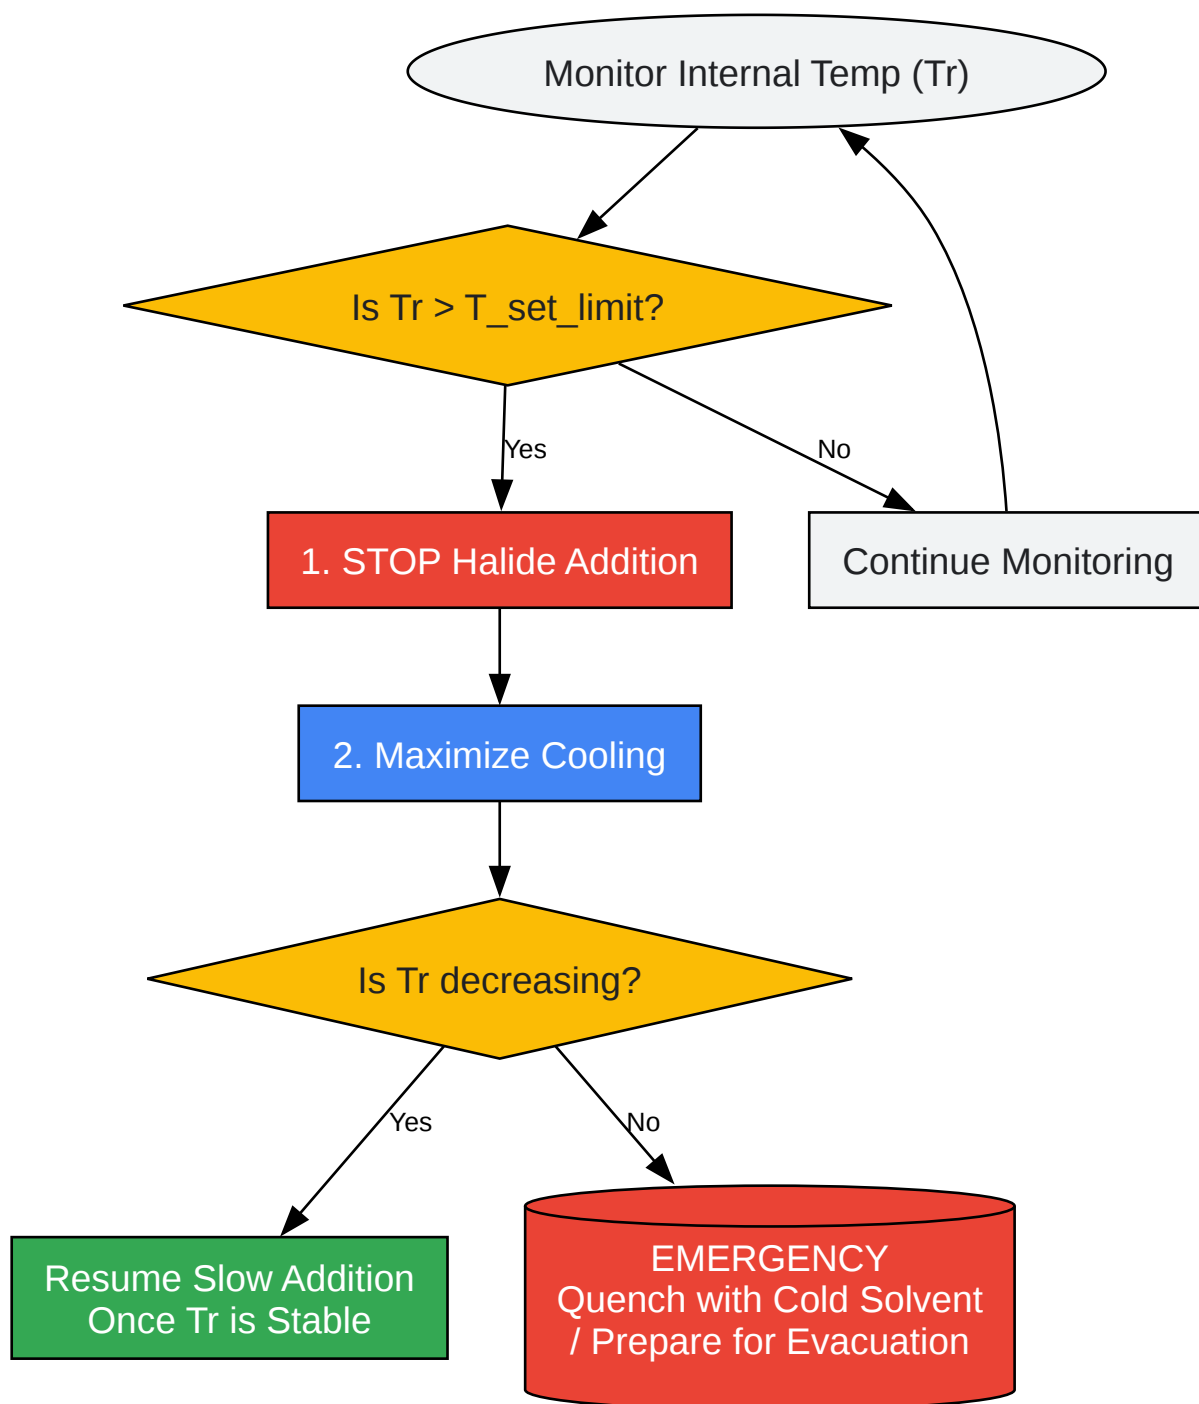 Monitor Internal Temp (Tr)
Is Tr > T_set_limit?
Yes
No
1. STOP Halide Addition
Continue Monitoring
2. Maximize Cooling
Is Tr decreasing?
Yes
No
Resume Slow Addition
Once Tr is Stable
EMERGENCY
Quench with Cold Solvent
/ Prepare for Evacuation